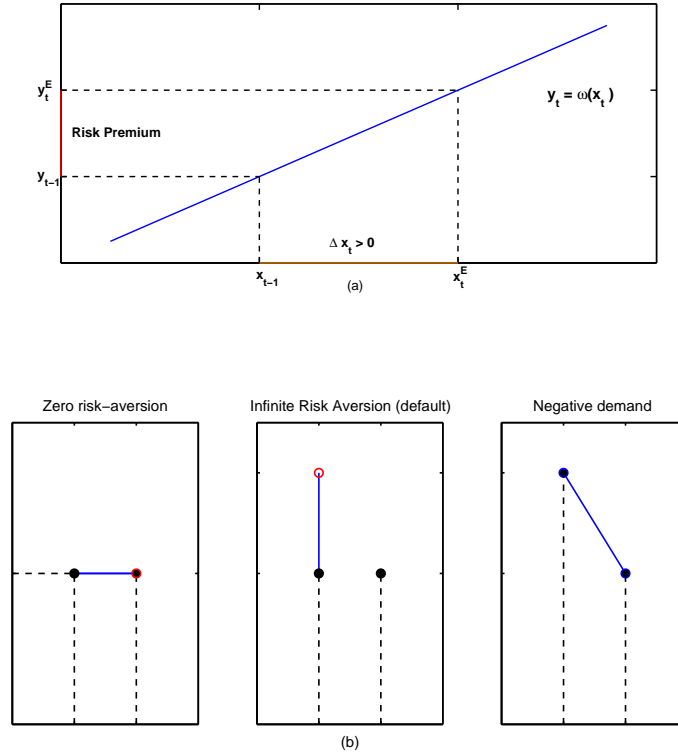 y_t^E
y_t = ω(x_t)
Risk Premium
y_{t−1}
Δ x_t > 0
x_{t−1}
x_t^E
(a)
Zero risk−aversion
Infinite Risk Aversion (default)
Negative demand
(b)